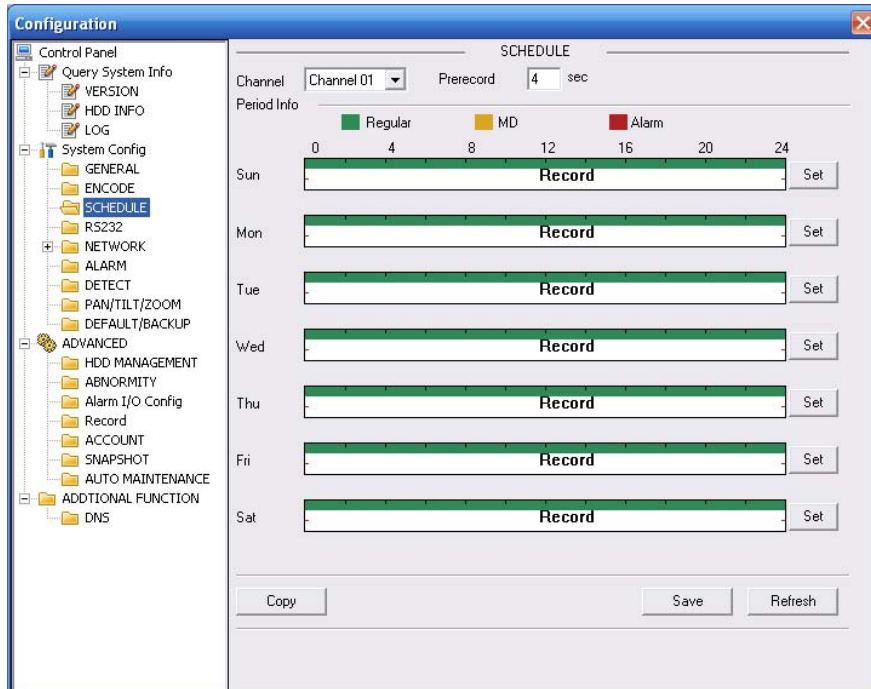 Configuration
Control Panel
Query System Info
VERSION
HDD INFO
LOG
System Config
GENERAL
ENCODE
SCHEDULE
RS232
NETWORK
ALARM
DETECT
PAN/TILT/ZOOM
DEFAULT/BACKUP
ADVANCED
HDD MANAGEMENT
ABNORMITY
Alarm I/O Config
Record
ACCOUNT
SNAPSHOT
AUTO MAINTENANCE
ADDTIONAL FUNCTION
DNS
SCHEDULE
Channel Channel 01 Prerecord 4 sec
Period Info
Regular MD Alarm
0 4 8 12 16 20 24
Sun Record Set
Mon Record Set
Tue Record Set
Wed Record Set
Thu Record Set
Fri Record Set
Sat Record Set
Copy Save Refresh